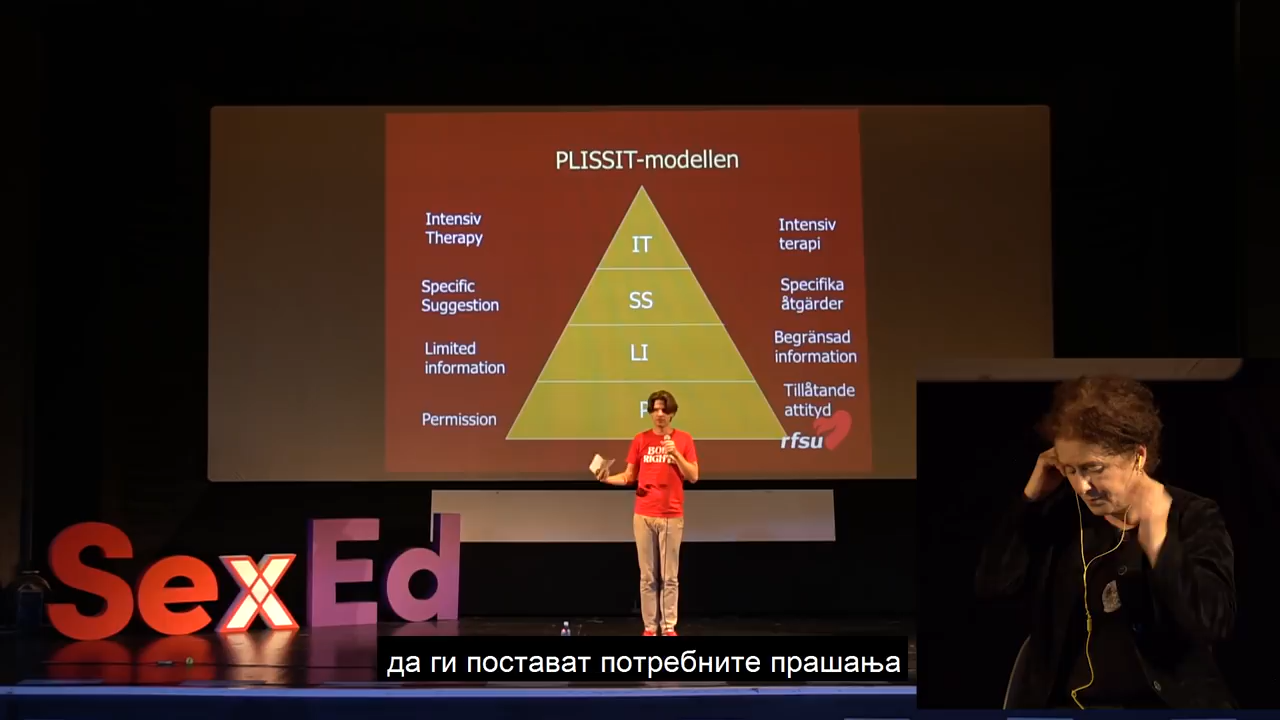 PLISSIT-modellen
Intensiv
Therapy
IT
Intensiv
terapi
Specific
Suggestion
SS
Specifika
åtgärder
Limited
information
LI
Begränsad
information
Permission
Tillåtande
attityd
rfsu
SexEd
да ги постават потребните прашања